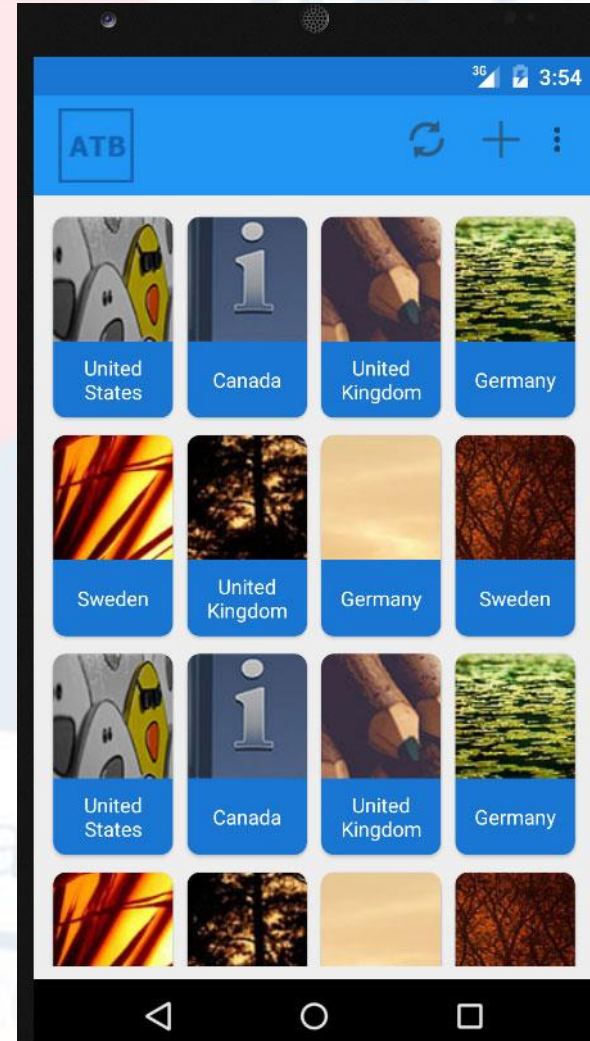 3G 3:54
ATB
i
i
United
States
Canada
United
Kingdom
Germany
Sweden
United
Kingdom
Germany
Sweden
United
States
Canada
United
Kingdom
Germany